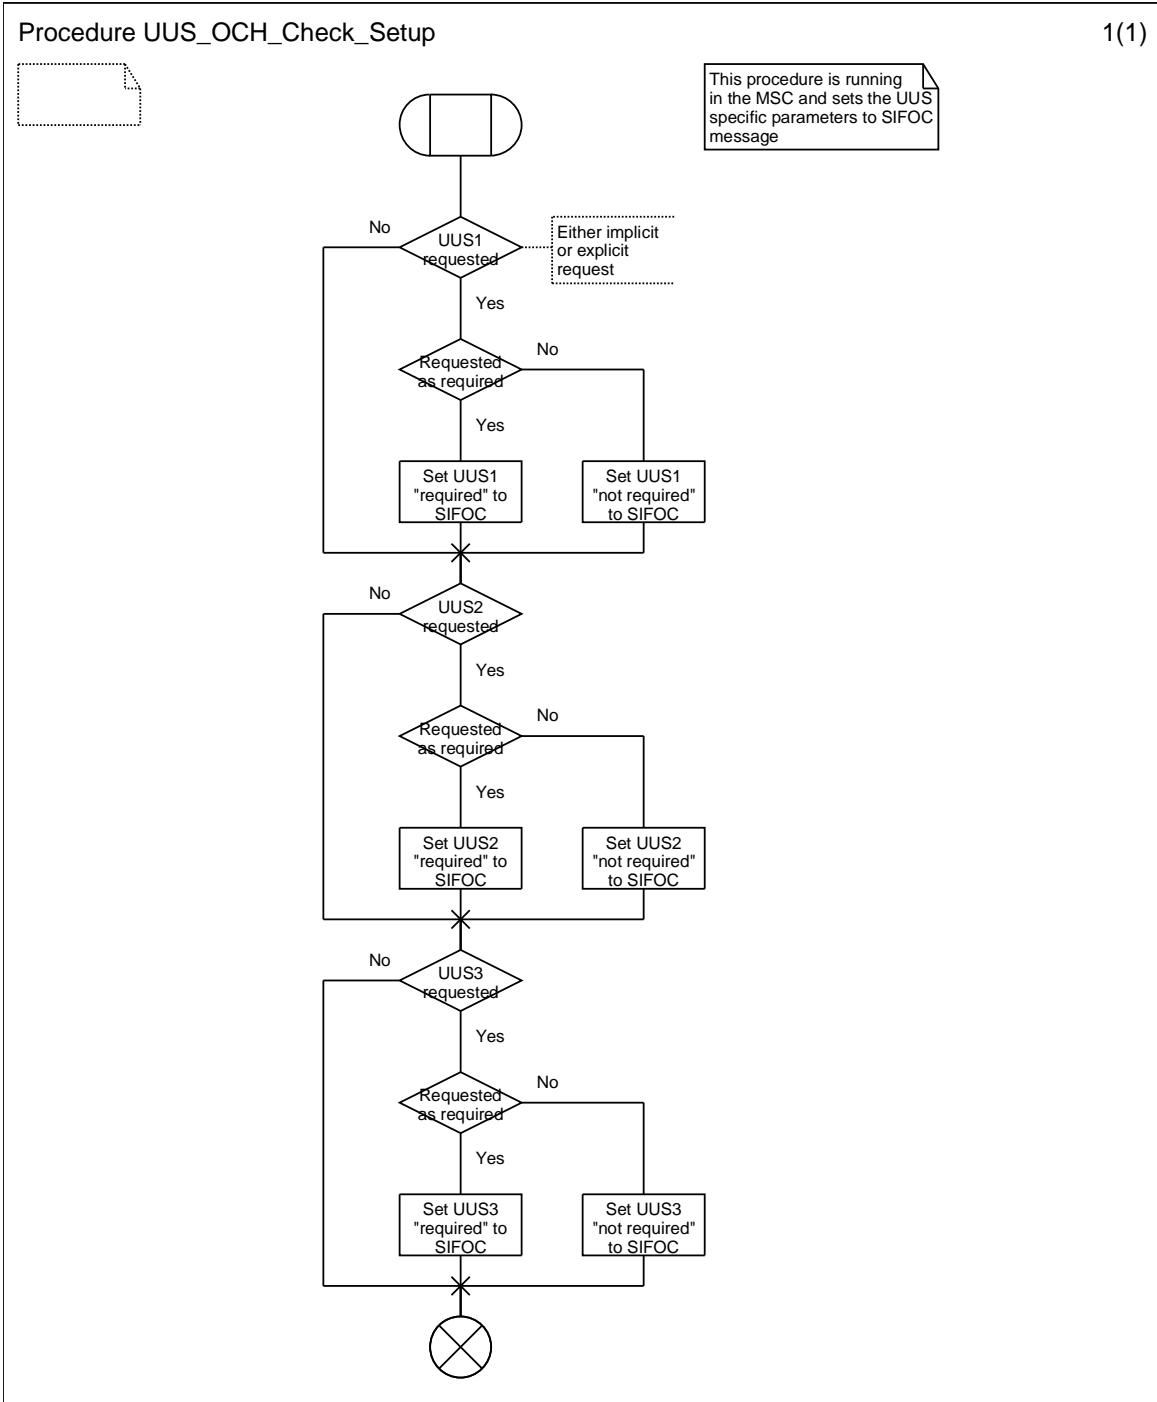 Procedure UUS_OCH_Check_Setup
1(1)
This procedure is running
in the MSC and sets the UUS
specific parameters to SIFOC
message
No
UUS1
requested
Either implicit
or explicit
request
Yes
Requested
as required
No
Yes
Set UUS1
"required" to
SIFOC
Set UUS1
"not required"
to SIFOC
No
UUS2
requested
Yes
Requested
as required
No
Yes
Set UUS2
"required" to
SIFOC
Set UUS2
"not required"
to SIFOC
No
UUS3
requested
Yes
Requested
as required
No
Yes
Set UUS3
"required" to
SIFOC
Set UUS3
"not required"
to SIFOC